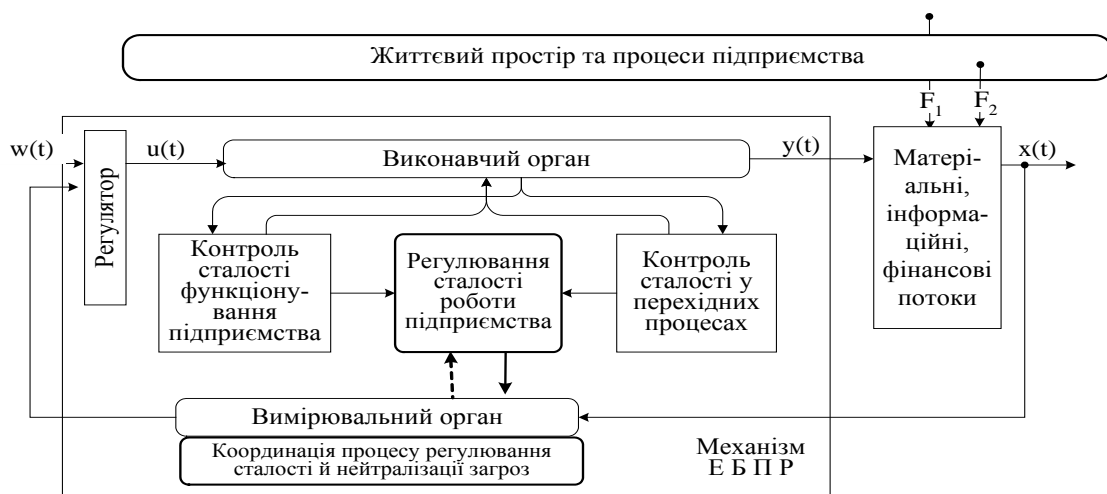 Життєвий простір та процеси підприємства
F1
F2
w(t)
u(t)
y(t)
x(t)
Регулятор
Виконавчий орган
Матері-
альні,
інформа-
ційні,
фінансові
потоки
Контроль
сталості
функціону-
вання
підприємства
Регулювання
сталості
роботи
підприємства
Контроль
сталості у
перехідних
процесах
Вимірювальний орган
Координація процесу регулювання
сталості й нейтралізації загроз
Механізм
Е Б П Р